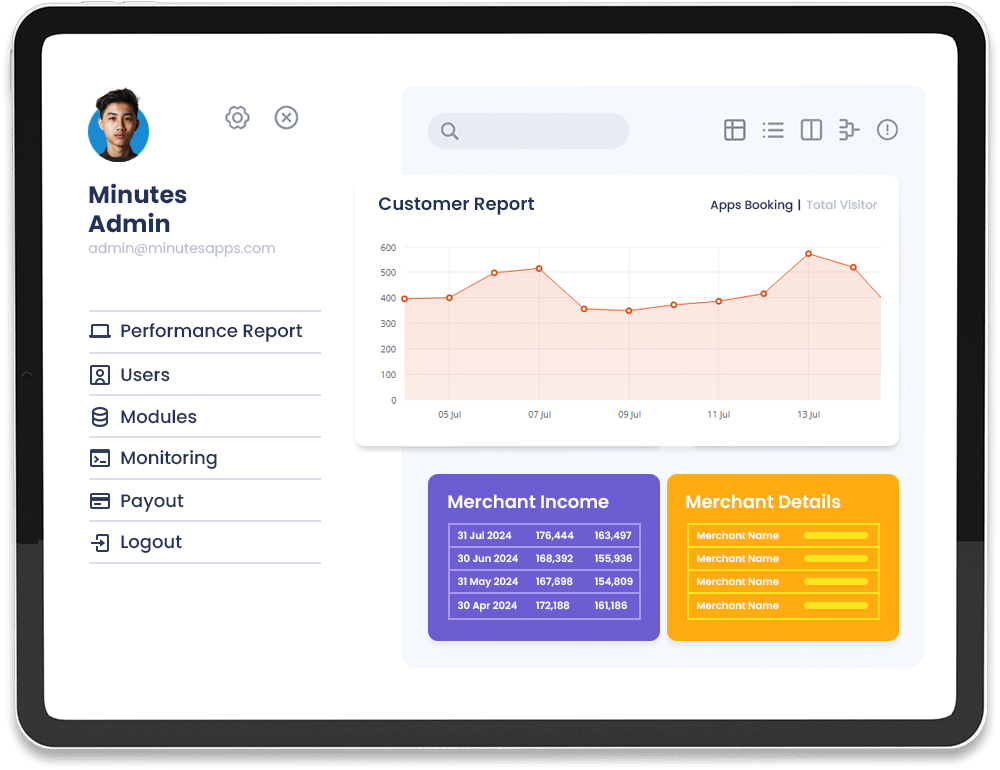 Minutes
Admin
admin@minutesapps.com
Performance Report
Users
Modules
Monitoring
Payout
Logout
Customer Report
Apps Booking | Total Visitor
600
500
400
300
200
100
0
05 Jul 07 Jul 09 Jul 11 Jul 13 Jul
Merchant Income
31 Jul 2024 176,444 163,497
30 Jun 2024 168,392 155,936
31 May 2024 167,698 154,809
30 Apr 2024 172,188 161,186
Merchant Details
Merchant Name
Merchant Name
Merchant Name
Merchant Name